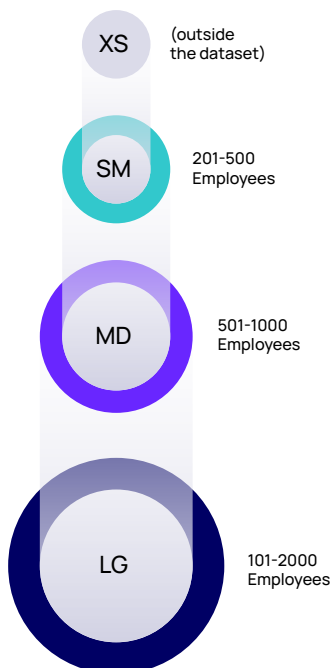 XS
(outside
the dataset)
SM
201-500
Employees
MD
501-1000
Employees
LG
101-2000
Employees